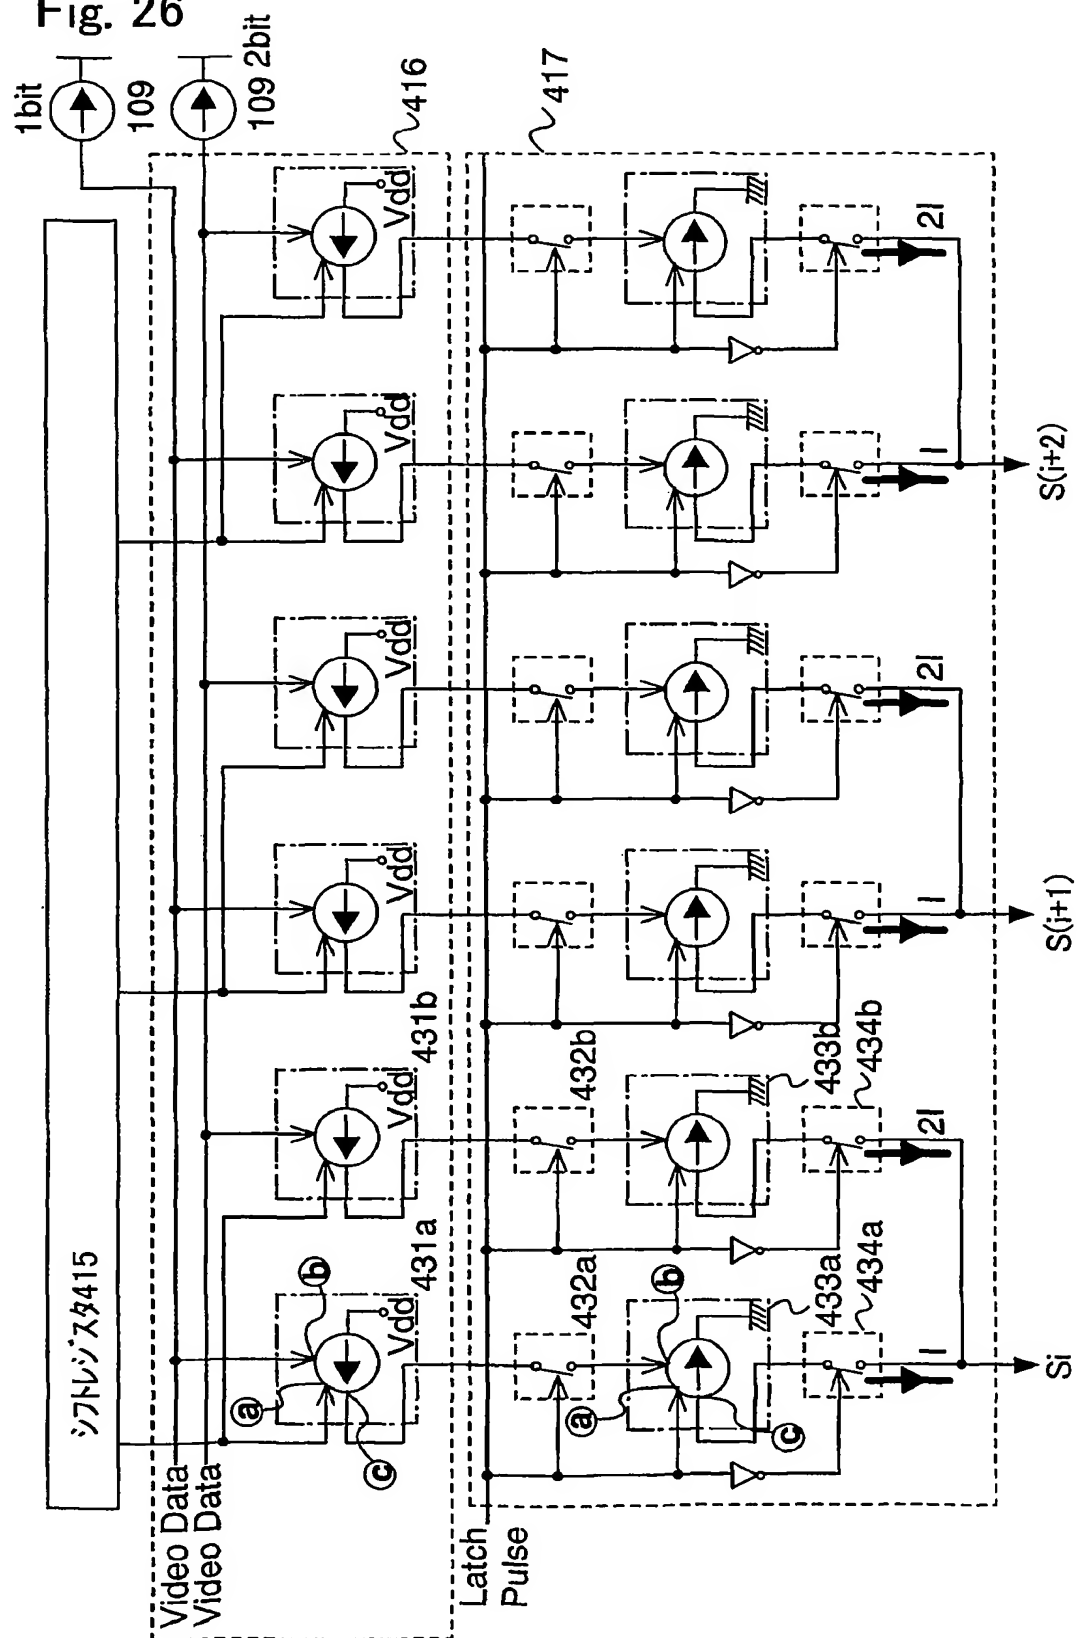 Fig. 26
1bit
109
2bit
109
416
417
シフトレジスタ415
Video Data
Video Data
Latch
Pulse
Vdd
Vdd
Vdd
Vdd
Vdd
Vdd
431a
431b
432a
432b
433a
433b
434a
434b
a
b
c
a
b
c
I
2I
I
2I
I
2I
Si
S(i+1)
S(i+2)